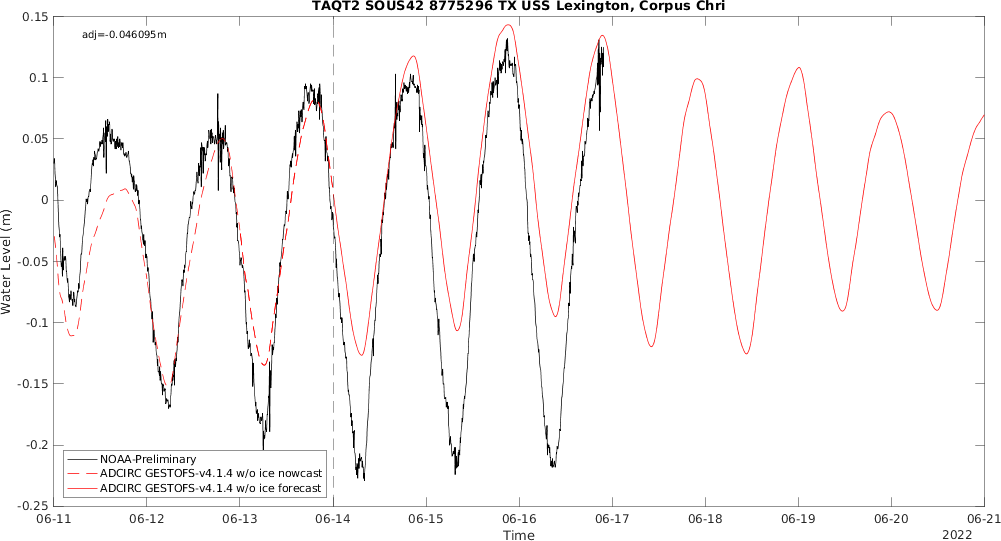 TAQT2 SOUS42 8775296 TX USS Lexington, Corpus Chri
adj=-0.046095m
0.15
0.1
0.05
0
-0.05
-0.1
-0.15
-0.2
-0.25
Water Level (m)
NOAA-Preliminary
ADCIRC GESTOFS-v4.1.4 w/o ice nowcast
ADCIRC GESTOFS-v4.1.4 w/o ice forecast
06-11 06-12 06-13 06-14 06-15 06-16 06-17 06-18 06-19 06-20 06-21
Time
2022